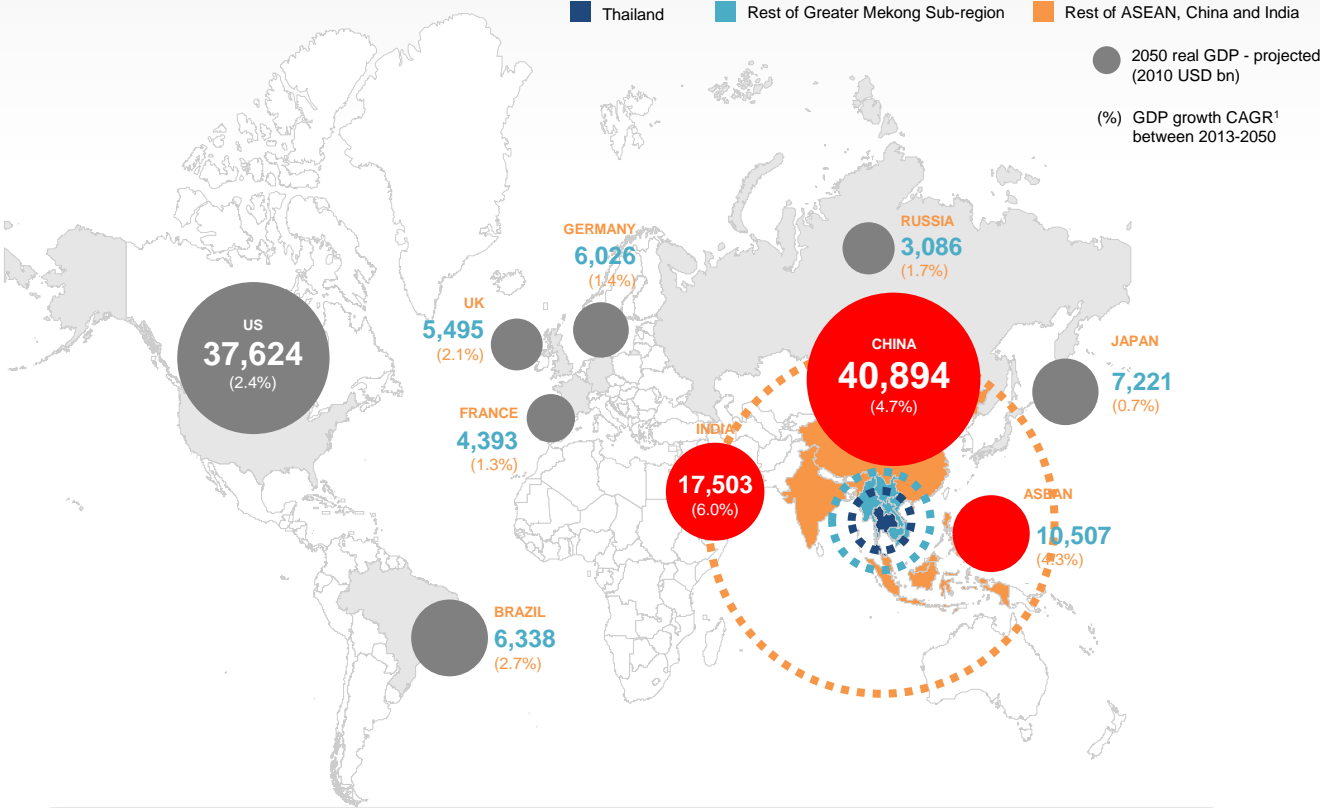 Thailand
Rest of Greater Mekong Sub-region
Rest of ASEAN, China and India
2050 real GDP - projected
(2010 USD bn)
(%) GDP growth CAGR¹
between 2013-2050
GERMANY
6,026
(1.4%)
RUSSIA
3,086
(1.7%)
UK
5,495
(2.1%)
US
37,624
(2.4%)
CHINA
40,894
(4.7%)
JAPAN
7,221
(0.7%)
FRANCE
4,393
(1.3%)
INDIA
17,503
(6.0%)
ASEAN
10,507
(4.3%)
BRAZIL
6,338
(2.7%)